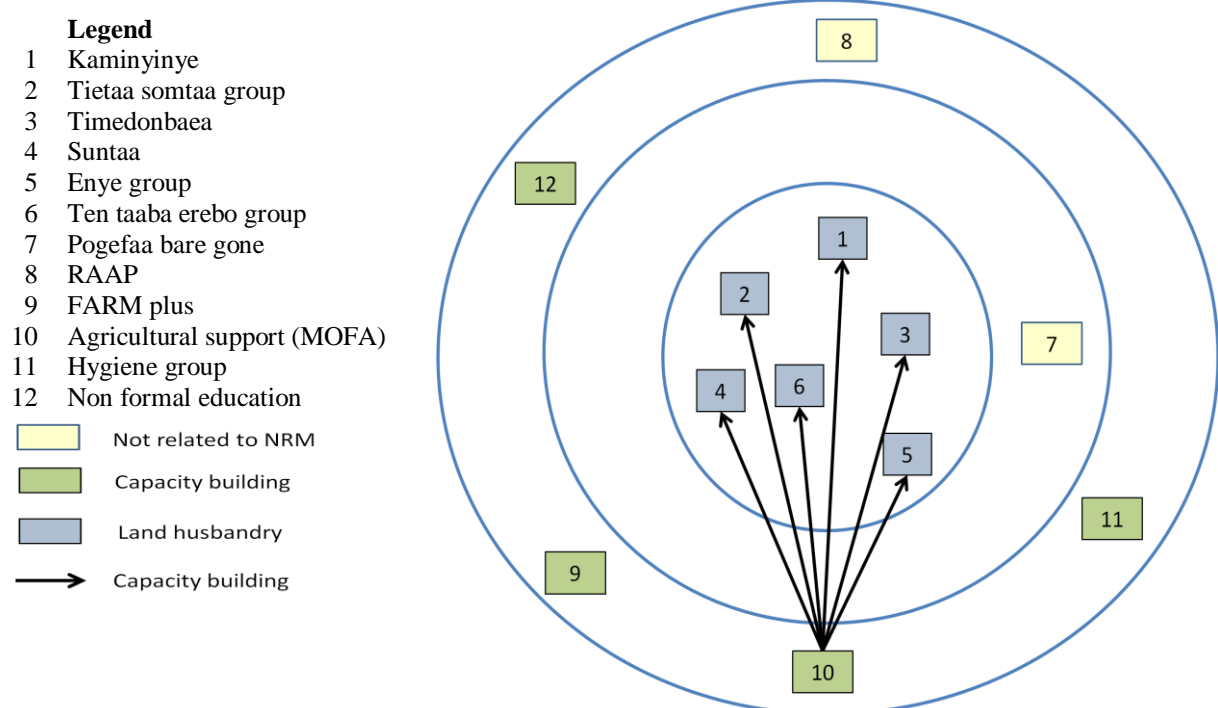 Legend
1 Kaminyinye
2 Tietaa somtaa group
3 Timedonbaea
4 Suntaa
5 Enye group
6 Ten taaba erebo group
7 Pogefaa bare gone
8 RAAP
9 FARM plus
10 Agricultural support (MOFA)
11 Hygiene group
12 Non formal education
Not related to NRM
Capacity building
Land husbandry
Capacity building
8
12
1
2
3
7
4
6
5
11
9
10